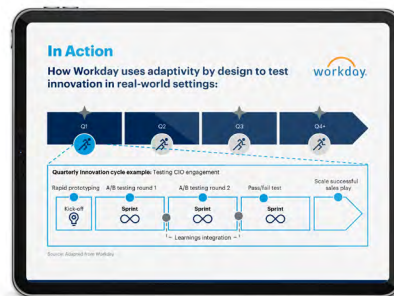 In Action
How Workday uses adaptivity by design to test
innovation in real-world settings:
workday.
Q1
Q2
Q3
Q4+
Quarterly innovation cycle example: Testing CIO engagement
Rapid prototyping
A/B testing round 1
A/B testing round 2
Pass/fail test
Scale successful
sales play
Kick-off
Sprint
Sprint
Sprint
Learnings integration
Source: Adapted from Workday